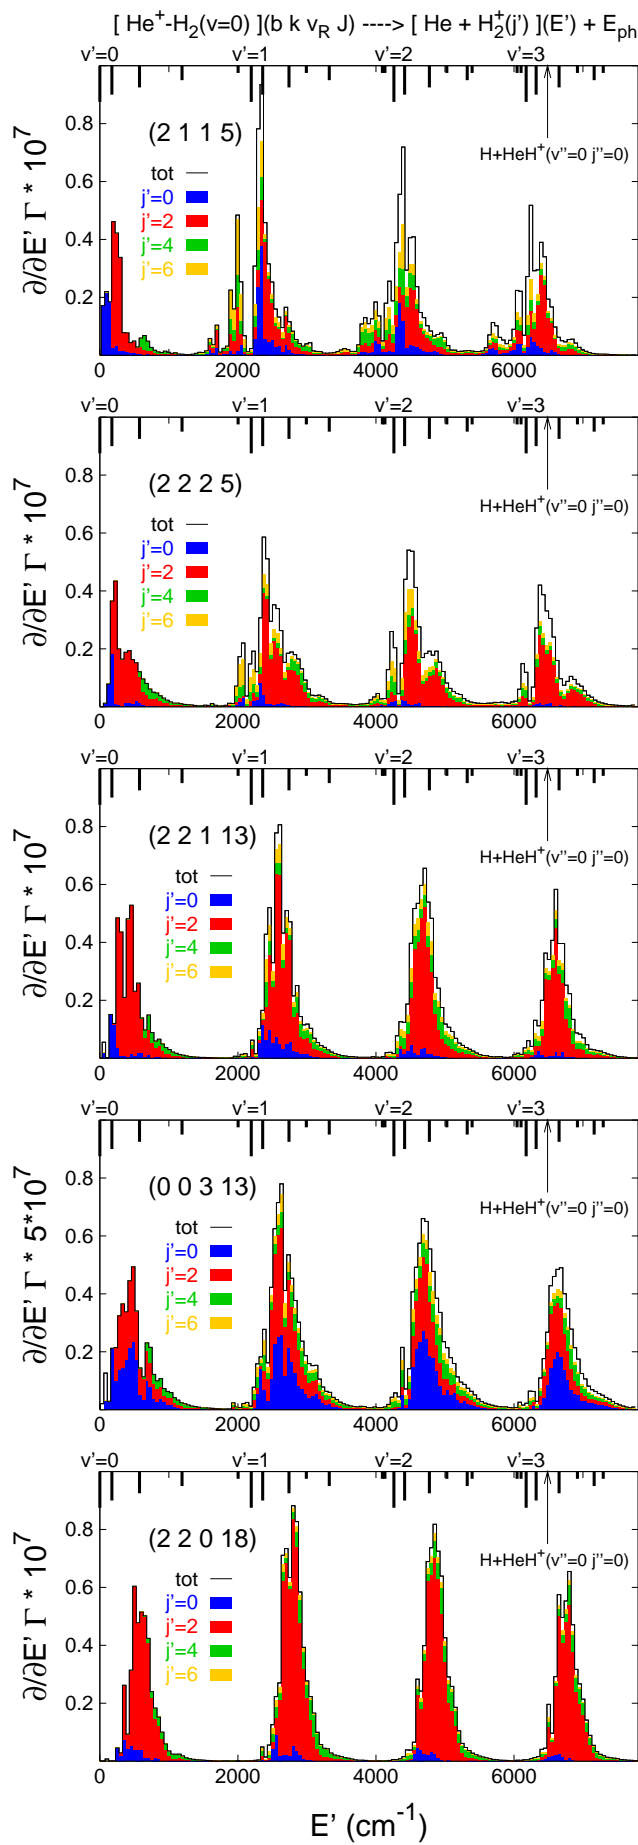 [ He⁺-H₂(v=0) ](b k v_R J) ----> [ He + H₂⁺(j') ](E') + E_ph
v'=0 v'=1 v'=2 v'=3
0.8
0.6
0.4
0.2
(2 1 1 5)
tot
j'=0
j'=2
j'=4
j'=6
H+HeH⁺(v''=0 j''=0)
∂/∂E' Γ * 10⁷
0 2000 4000 6000
v'=0 v'=1 v'=2 v'=3
0.8
0.6
0.4
0.2
(2 2 2 5)
tot
j'=0
j'=2
j'=4
j'=6
H+HeH⁺(v''=0 j''=0)
∂/∂E' Γ * 10⁷
0 2000 4000 6000
v'=0 v'=1 v'=2 v'=3
0.8
0.6
0.4
0.2
(2 2 1 13)
tot
j'=0
j'=2
j'=4
j'=6
H+HeH⁺(v''=0 j''=0)
∂/∂E' Γ * 10⁷
0 2000 4000 6000
v'=0 v'=1 v'=2 v'=3
0.8
0.6
0.4
0.2
(0 0 3 13)
tot
j'=0
j'=2
j'=4
j'=6
H+HeH⁺(v''=0 j''=0)
∂/∂E' Γ * 5*10⁷
0 2000 4000 6000
v'=0 v'=1 v'=2 v'=3
0.8
0.6
0.4
0.2
(2 2 0 18)
tot
j'=0
j'=2
j'=4
j'=6
H+HeH⁺(v''=0 j''=0)
∂/∂E' Γ * 10⁷
0 2000 4000 6000
E' (cm⁻¹)